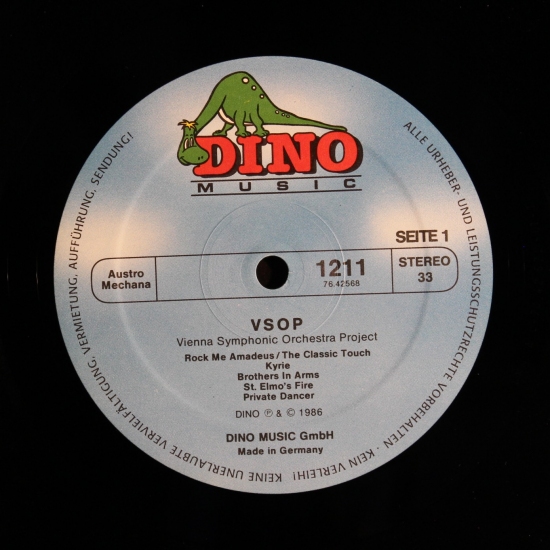 DINO
MUSIC
SEITE 1
Austro
Mechana
1211
76.42568
STEREO
33
VSOP
Vienna Symphonic Orchestra Project
Rock Me Amadeus/The Classic Touch
Kyrie
Brothers In Arms
St. Elmo's Fire
Private Dancer
DINO ℗ & © 1986
DINO MUSIC GmbH
Made in Germany
ALLE URHEBER- UND LEISTUNGSSCHUTZRECHTE VORBEHALTEN · KEIN VERLEIH! · KEINE UNERLAUBTE VERVIELFÄLTIGUNG, VERMIETUNG, AUFFÜHRUNG, SENDUNG!